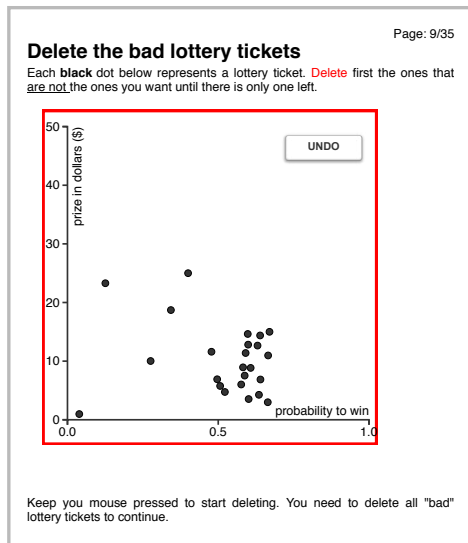 Page: 9/35
Delete the bad lottery tickets
Each black dot below represents a lottery ticket. Delete first the ones that
are not the ones you want until there is only one left.
50
UNDO
prize in dollars ($)
40
30
20
10
probability to win
0
0.0
0.5
1.0
Keep you mouse pressed to start deleting. You need to delete all "bad"
lottery tickets to continue.